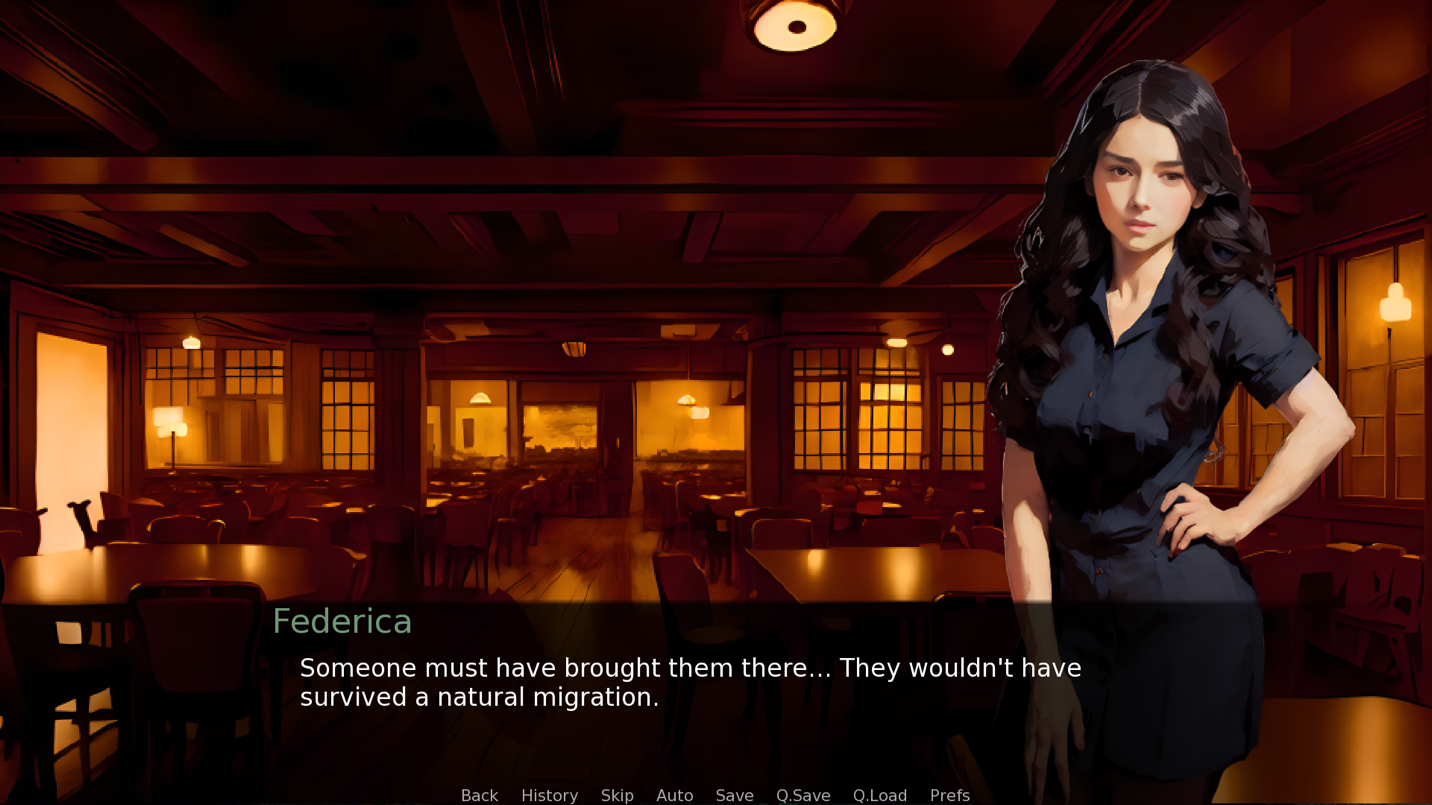 Federica
Someone must have brought them there... They wouldn't have
survived a natural migration.
Back History Skip Auto Save Q.Save Q.Load Prefs